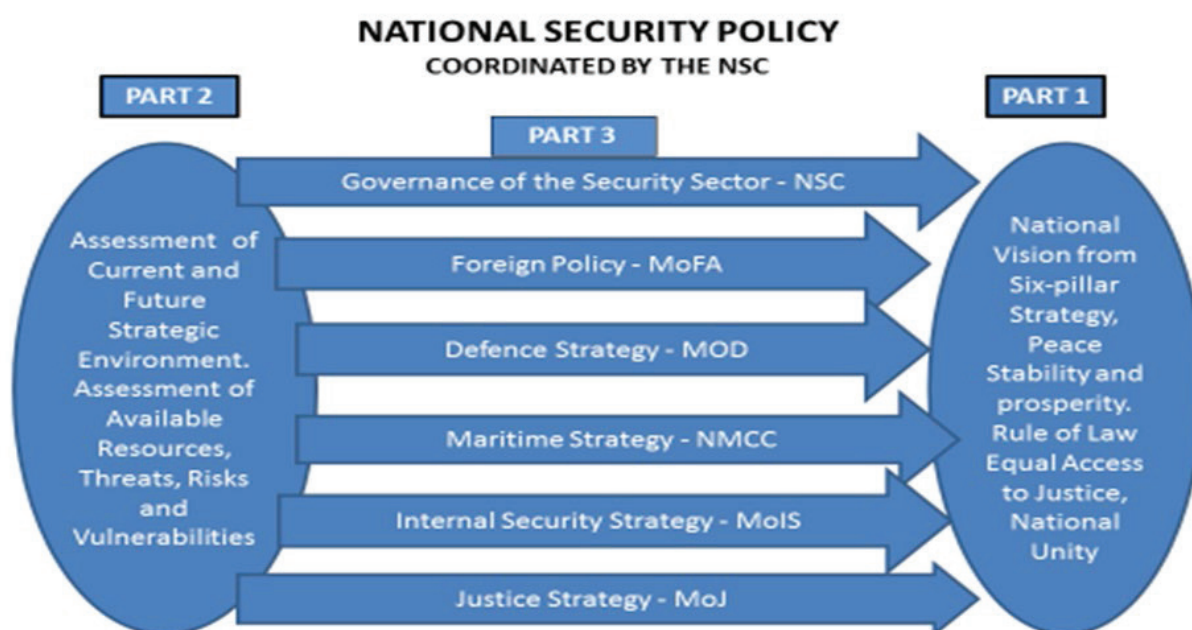 NATIONAL SECURITY POLICY
COORDINATED BY THE NSC
PART 2
PART 3
PART 1
Assessment of
Current and
Future
Strategic
Environment.
Assessment of
Available
Resources,
Threats, Risks
and
Vulnerabilities
Governance of the Security Sector - NSC
Foreign Policy - MoFA
Defence Strategy - MOD
Maritime Strategy - NMCC
Internal Security Strategy - MoIS
Justice Strategy - MoJ
National
Vision from
Six-pillar
Strategy,
Peace
Stability and
prosperity.
Rule of Law
Equal Access
to Justice,
National
Unity